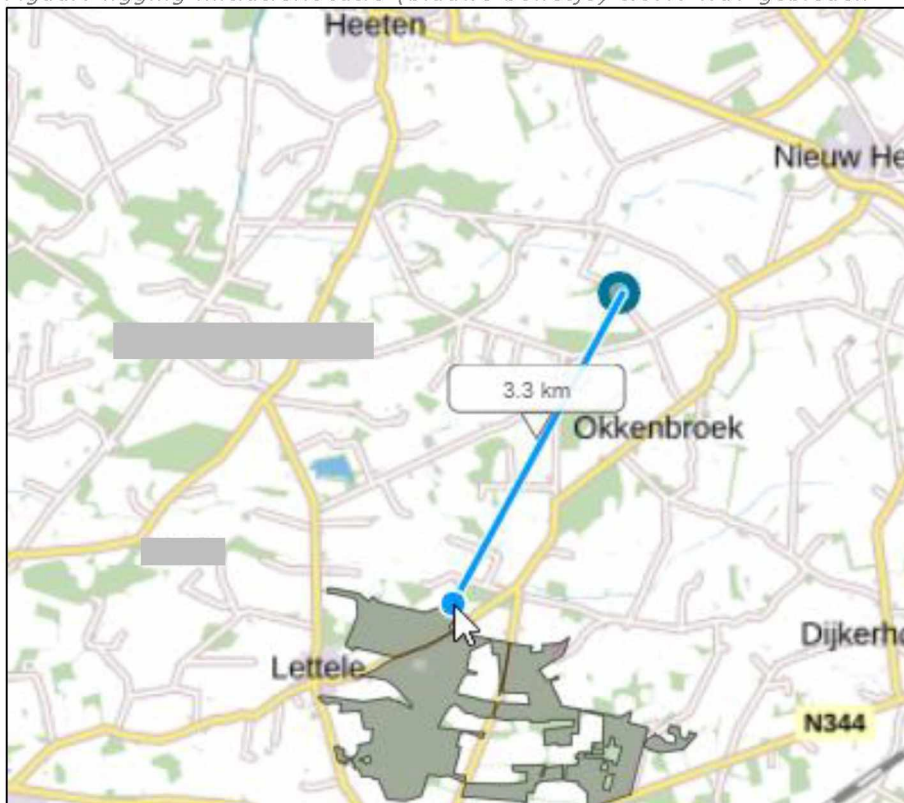 Heeten
Nieuw He
3.3 km
Okkenbroek
Dijkerho
Lettele
N344